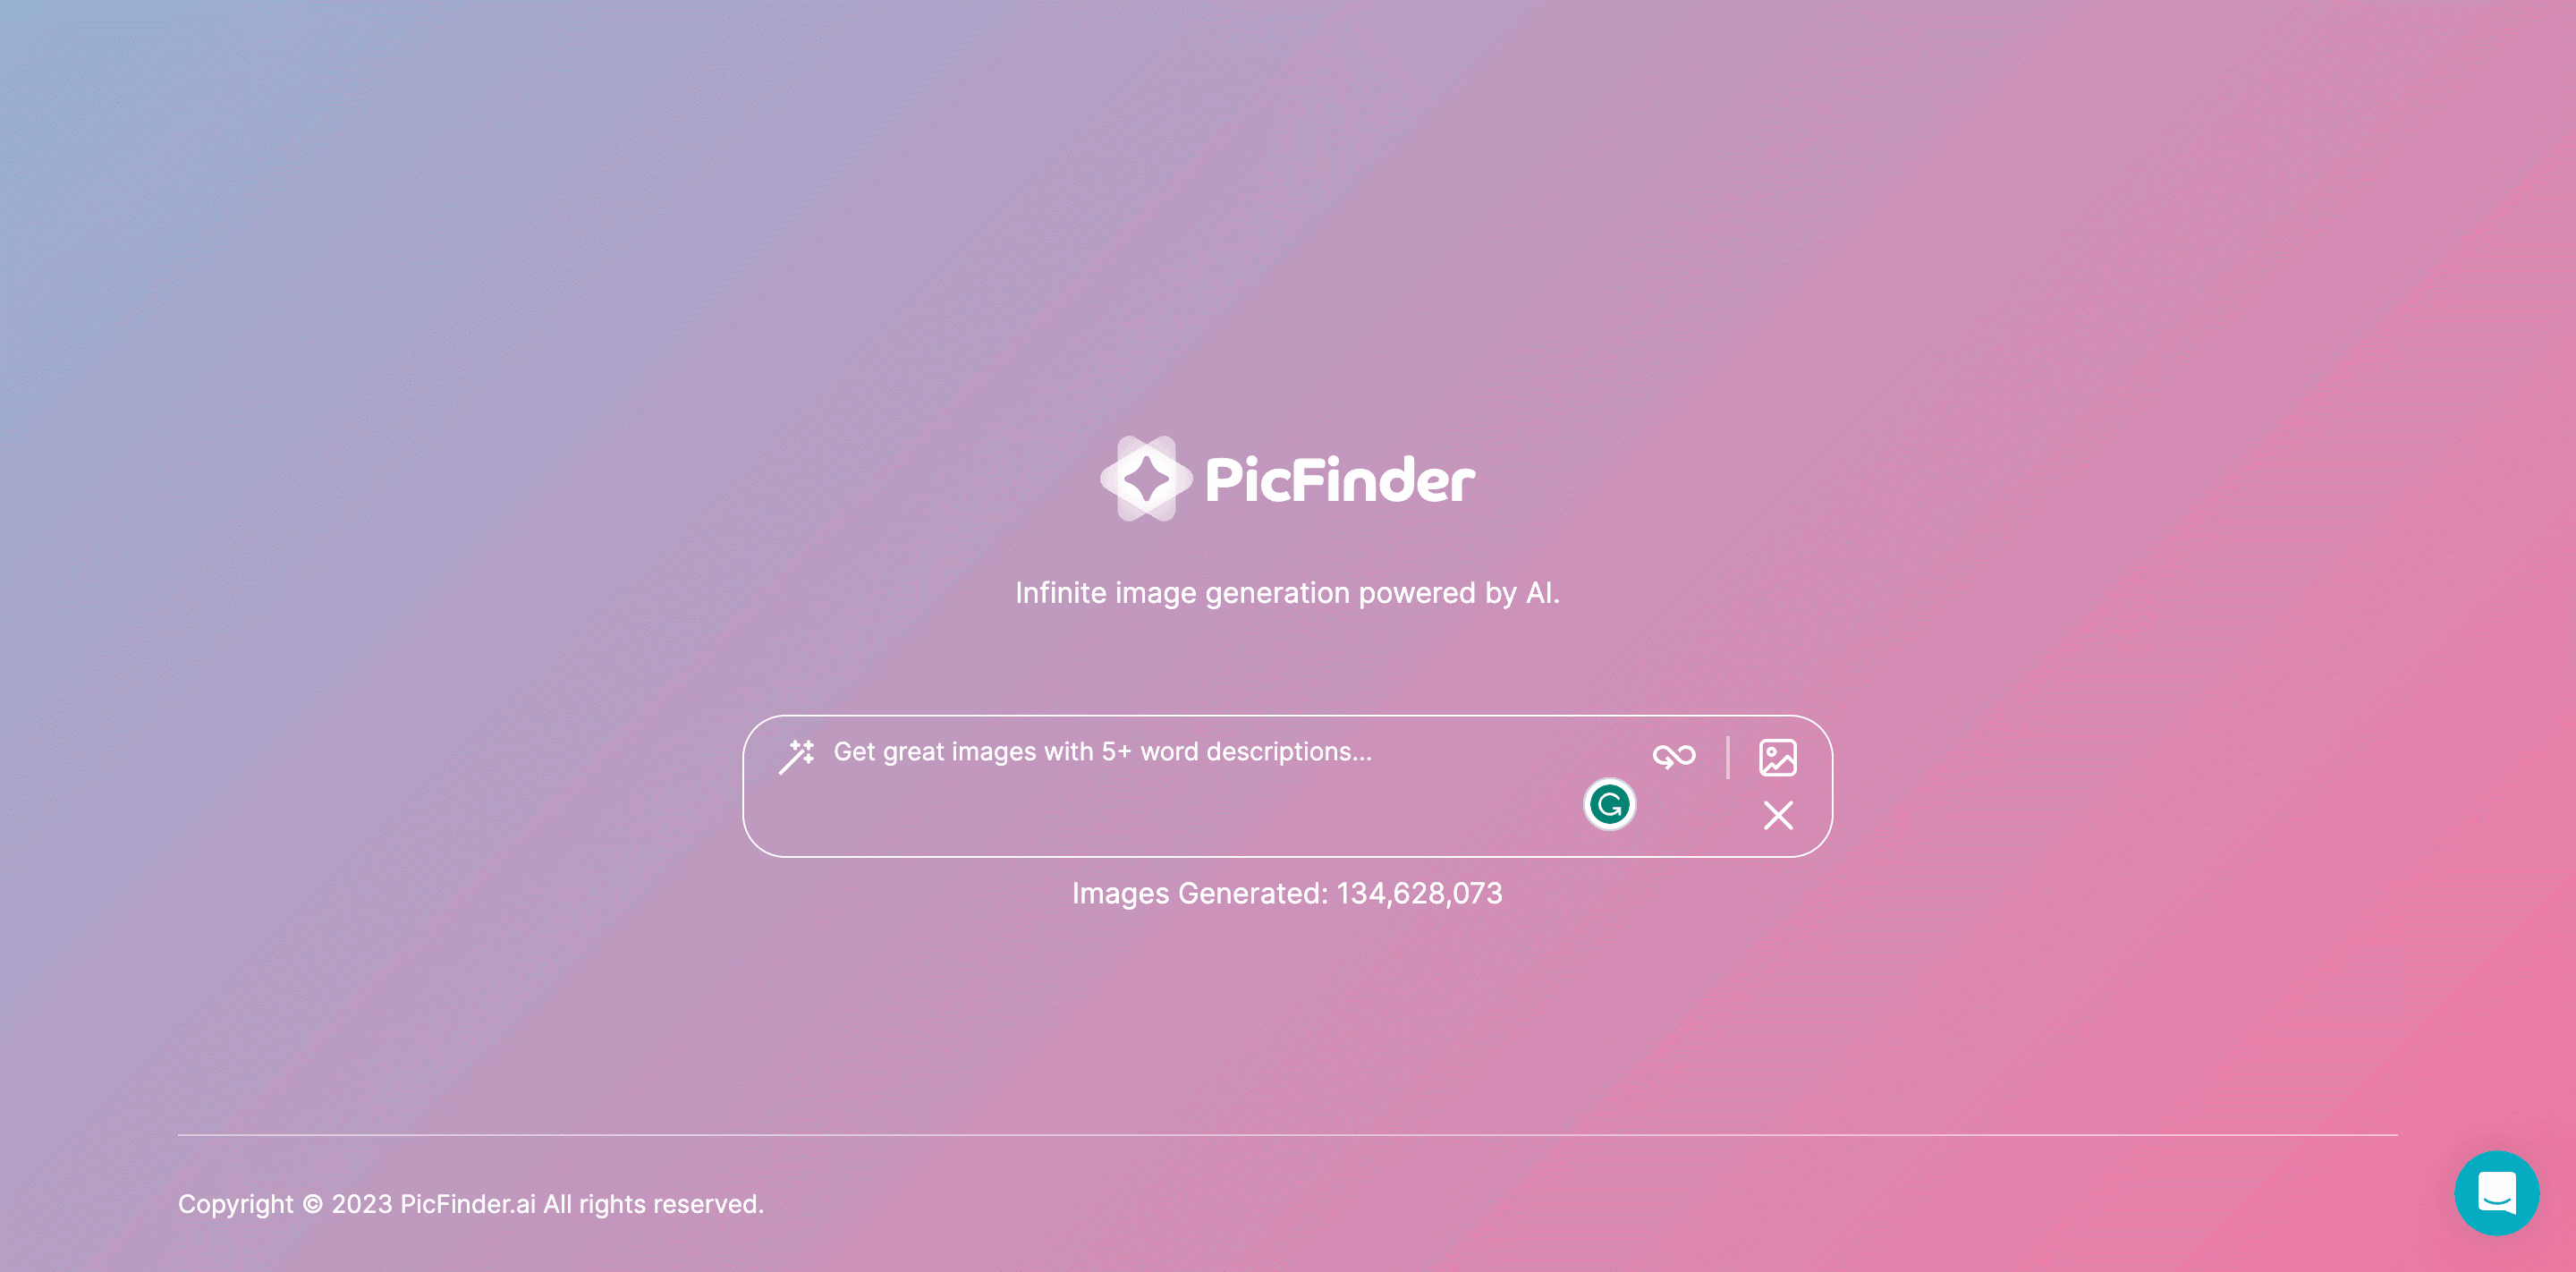 PicFinder
Infinite image generation powered by AI.
Get great images with 5+ word descriptions...
Images Generated: 134,628,073
Copyright © 2023 PicFinder.ai All rights reserved.